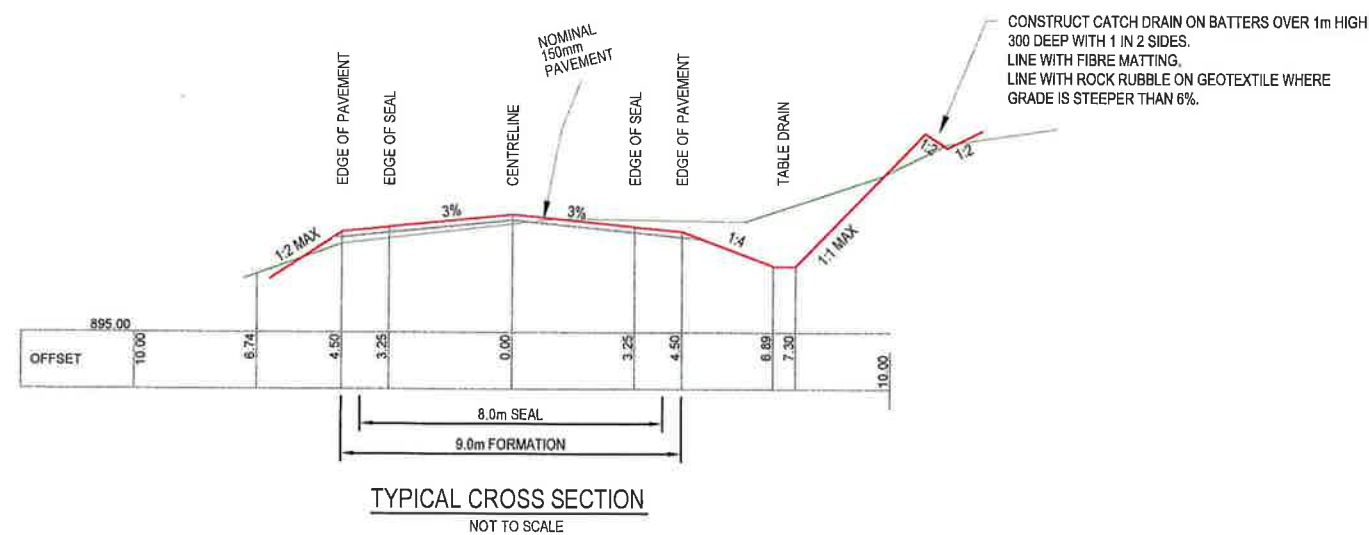 CONSTRUCT CATCH DRAIN ON BATTERS OVER 1m HIGH
300 DEEP WITH 1 IN 2 SIDES.
LINE WITH FIBRE MATTING,
LINE WITH ROCK RUBBLE ON GEOTEXTILE WHERE
GRADE IS STEEPER THAN 6%.
NOMINAL
150mm
PAVEMENT
EDGE OF PAVEMENT
EDGE OF SEAL
CENTRELINE
EDGE OF SEAL
EDGE OF PAVEMENT
TABLE DRAIN
1:2 MAX
3%
3%
1:4
1:1 MAX
1:2
1:2
895.00
OFFSET
10.00
6.74
4.50
3.25
0.00
3.25
4.50
6.89
7.30
10.00
8.0m SEAL
9.0m FORMATION
TYPICAL CROSS SECTION
NOT TO SCALE